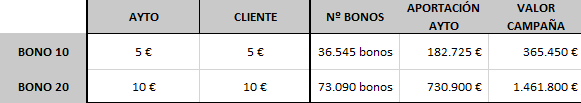 AYTO CLIENTE Nº BONOS APORTACIÓN AYTO VALOR CAMPAÑA
BONO 10 5 € 5 € 36.545 bonos 182.725 € 365.450 €
BONO 20 10 € 10 € 73.090 bonos 730.900 € 1.461.800 €